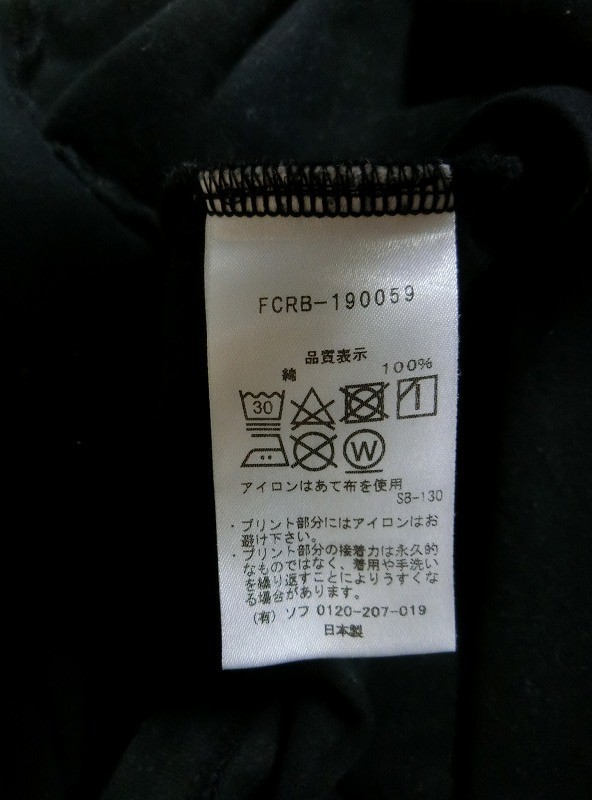 FCRB-190059
品質表示
綿 100%
30
W
アイロンはあて布を使用
SB-130
・プリント部分にはアイロンはお
避け下さい。
・プリント部分の接着力は永久的
なものではなく、着用や手洗い
を繰り返すことによりうすくな
る場合があります。
(有) ソフ 0120-207-019
日本製